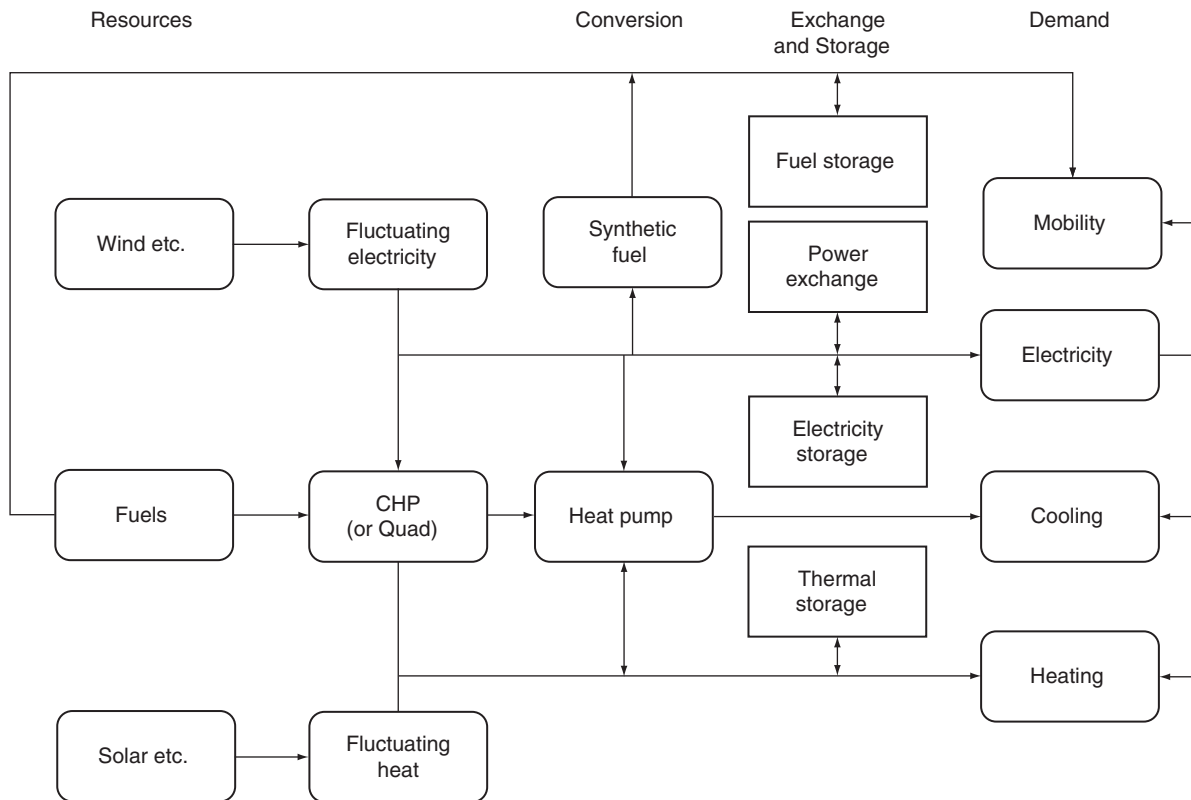 Resources
Conversion
Exchange
and Storage
Demand
Fuel storage
Wind etc.
Fluctuating
electricity
Synthetic
fuel
Power
exchange
Mobility
Electricity
Electricity
storage
Fuels
CHP
(or Quad)
Heat pump
Cooling
Thermal
storage
Heating
Solar etc.
Fluctuating
heat